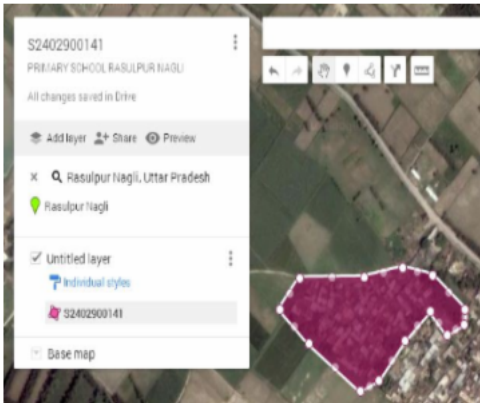 S2402900141
PRIMARY SCHOOL RASULPUR NAGLI
All changes saved in Drive
Add layer Share Preview
Rasulpur Nagli, Uttar Pradesh
Rasulpur Nagli
Untitled layer
Individual styles
S2402900141
Base map